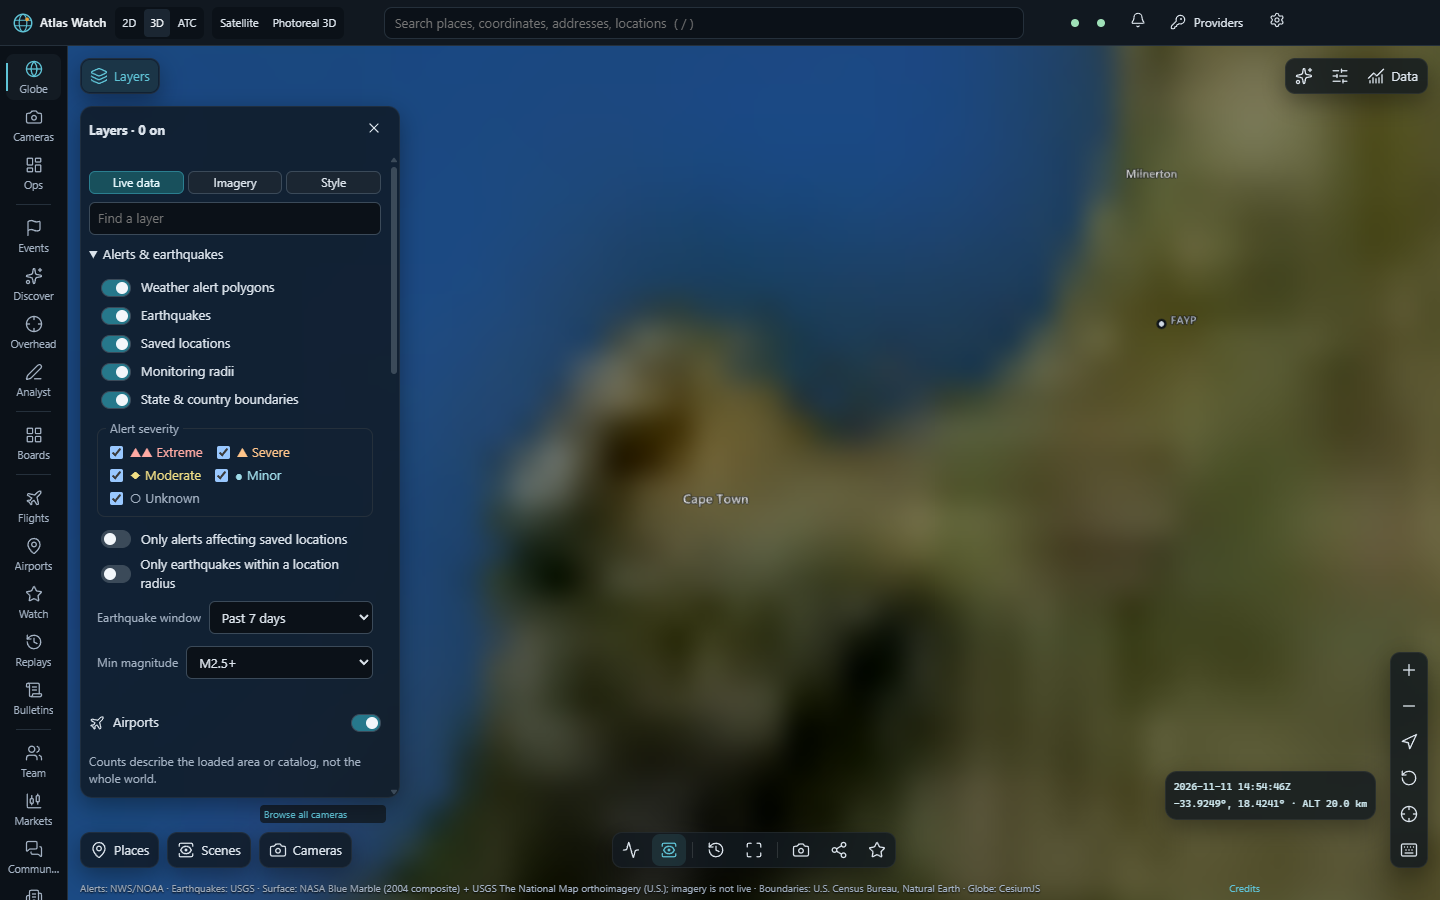 Atlas Watch
2D 3D ATC
Satellite Photoreal 3D
Search places, coordinates, addresses, locations ( / )
Providers
Globe
Cameras
Ops
Events
Discover
Overhead
Analyst
Boards
Flights
Airports
Watch
Replays
Bulletins
Team
Markets
Commun...
Layers
Layers · 0 on
Live data Imagery Style
Find a layer
Alerts & earthquakes
Weather alert polygons
Earthquakes
Saved locations
Monitoring radii
State & country boundaries
Alert severity
Extreme Severe
Moderate Minor
Unknown
Only alerts affecting saved locations
Only earthquakes within a location
radius
Earthquake window Past 7 days
Min magnitude M2.5+
Airports
Counts describe the loaded area or catalog, not the
whole world.
Browse all cameras
Places Scenes Cameras
Data
Milnerton
FAYP
Cape Town
2026-11-11 14:54:46Z
-33.9249°, 18.4241° · ALT 20.0 km
Alerts: NWS/NOAA · Earthquakes: USGS · Surface: NASA Blue Marble (2004 composite) + USGS The National Map orthoimagery (U.S.); imagery is not live · Boundaries: U.S. Census Bureau, Natural Earth · Globe: CesiumJS
Credits